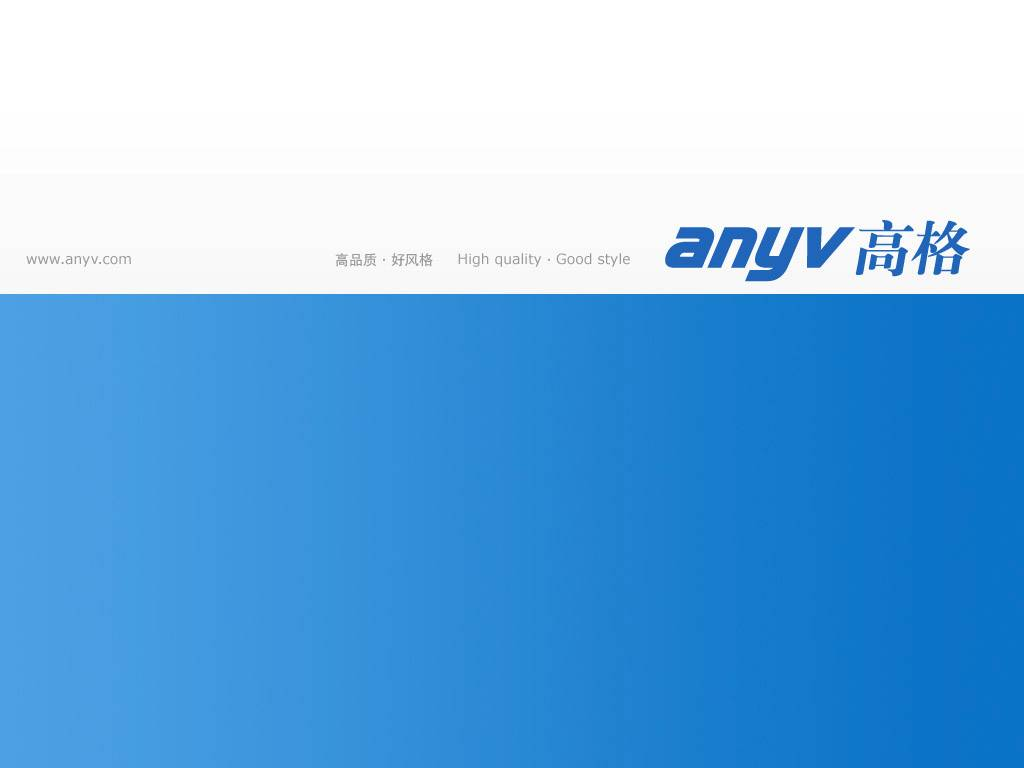 www.anyv.com 高品质 · 好风格 High quality · Good style anyv高格